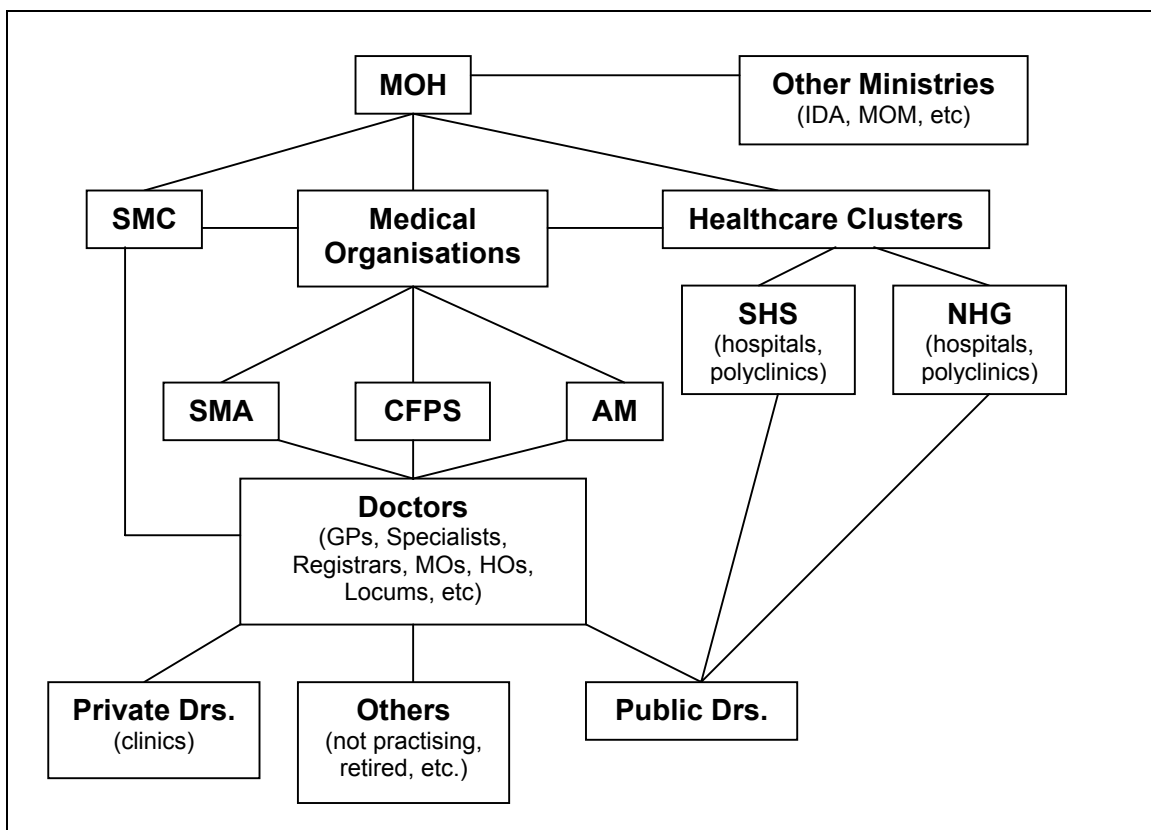 MOH
Other Ministries
(IDA, MOM, etc)
SMC
Medical
Organisations
Healthcare Clusters
SHS
(hospitals,
polyclinics)
NHG
(hospitals,
polyclinics)
SMA
CFPS
AM
Doctors
(GPs, Specialists,
Registrars, MOs, HOs,
Locums, etc)
Private Drs.
(clinics)
Others
(not practising,
retired, etc.)
Public Drs.